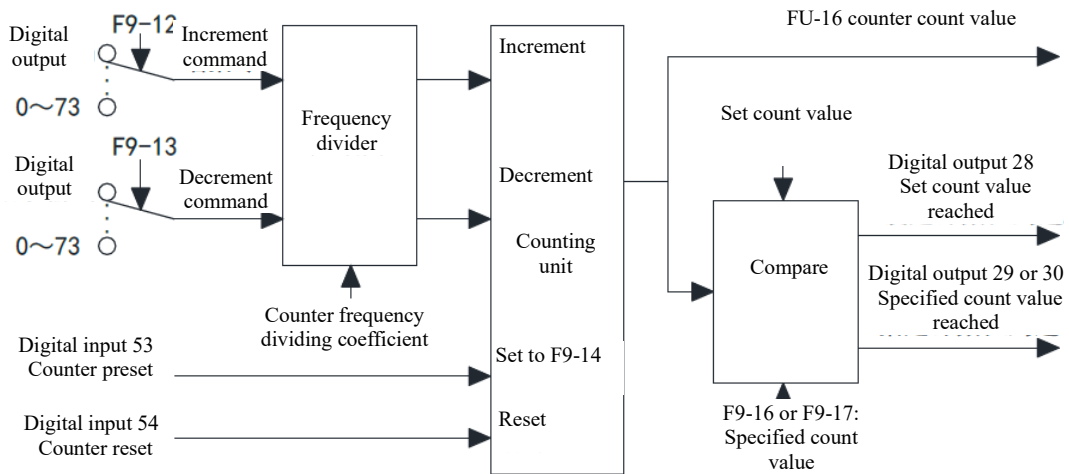 F9-12
Digital
output
0～73
Increment
command
F9-13
Digital
output
0～73
Decrement
command
Frequency
divider
Counter frequency
dividing coefficient
Digital input 53
Counter preset
Digital input 54
Counter reset
Increment
Decrement
Counting
unit
Set to F9-14
Reset
FU-16 counter count value
Set count value
Compare
Digital output 28
Set count value
reached
Digital output 29 or 30
Specified count value
reached
F9-16 or F9-17:
Specified count
value